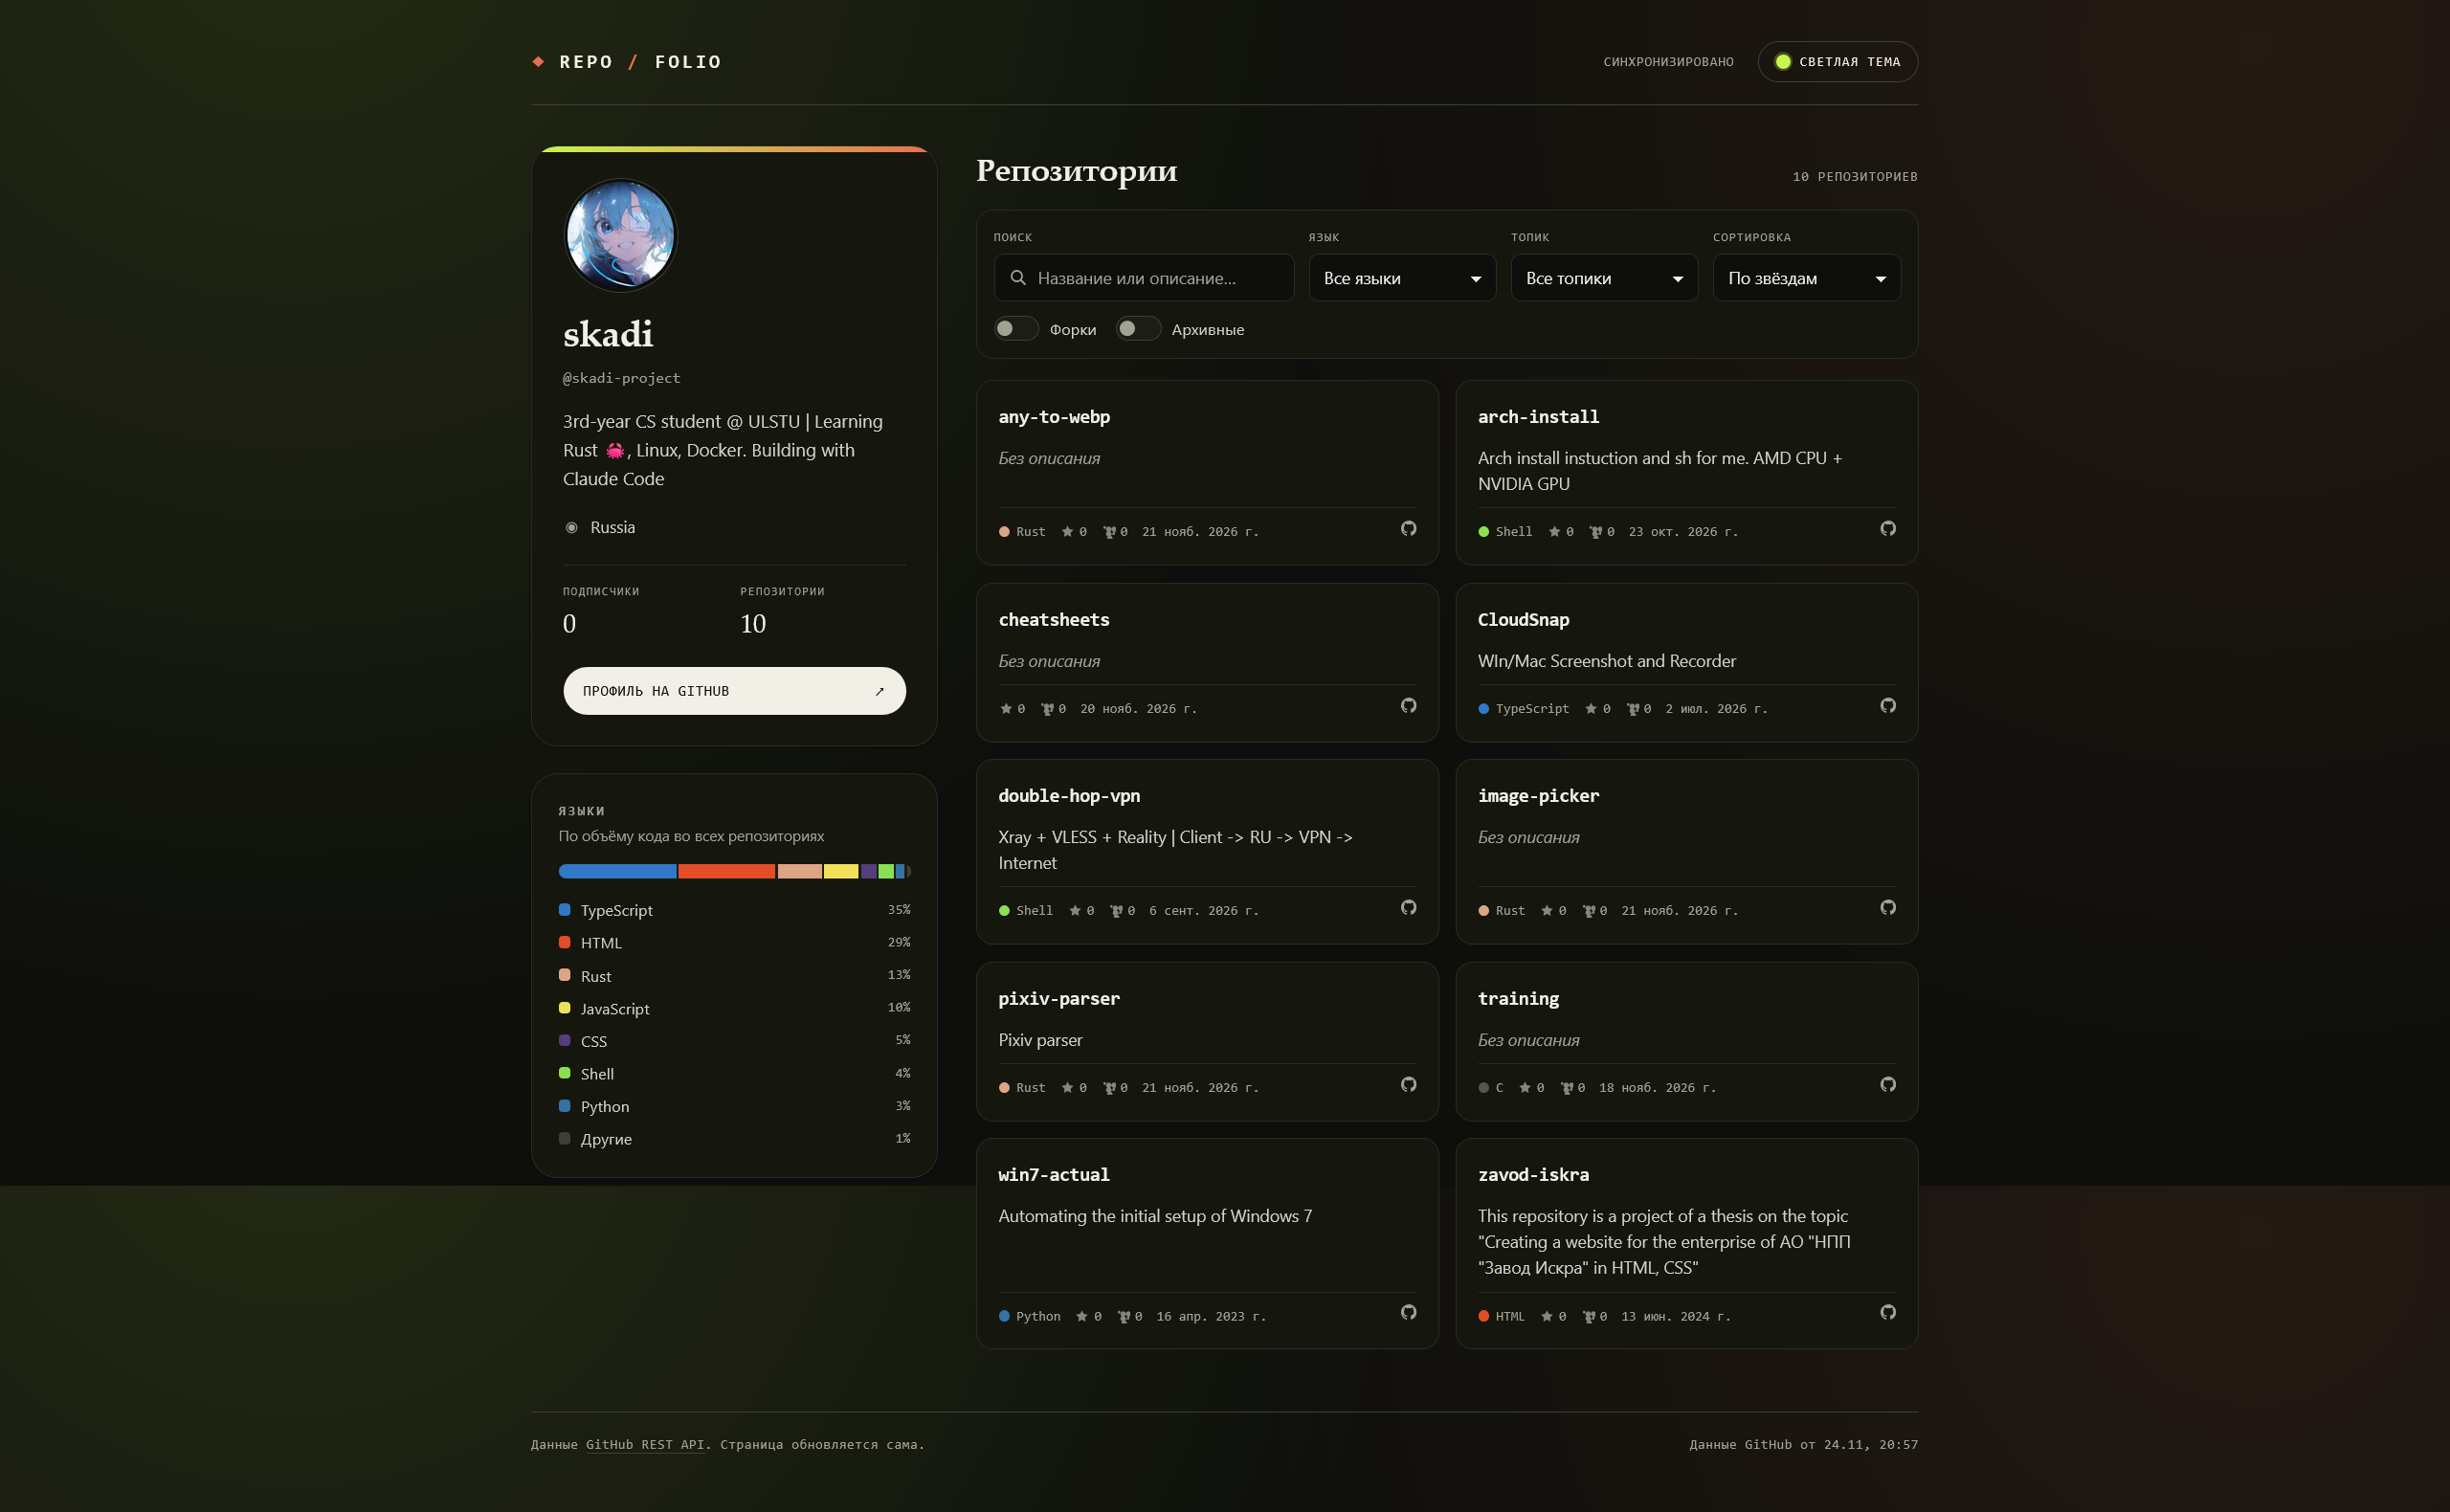 REPO / FOLIO
СИНХРОНИЗИРОВАНО
СВЕТЛАЯ ТЕМА
skadi
@skadi-project
3rd-year CS student @ ULSTU | Learning
Rust 🦀, Linux, Docker. Building with
Claude Code
Russia
ПОДПИСЧИКИ
0
РЕПОЗИТОРИИ
10
ПРОФИЛЬ НА GITHUB ↗
ЯЗЫКИ
По объёму кода во всех репозиториях
TypeScript 35%
HTML 29%
Rust 13%
JavaScript 10%
CSS 5%
Shell 4%
Python 3%
Другие 1%
Репозитории
10 РЕПОЗИТОРИЕВ
ПОИСК
Название или описание...
ЯЗЫК
Все языки
ТОПИК
Все топики
СОРТИРОВКА
По звёздам
Форки
Архивные
any-to-webp
Без описания
Rust 0 0 21 нояб. 2026 г.
arch-install
Arch install instuction and sh for me. AMD CPU +
NVIDIA GPU
Shell 0 0 23 окт. 2026 г.
cheatsheets
Без описания
0 0 20 нояб. 2026 г.
CloudSnap
WIn/Mac Screenshot and Recorder
TypeScript 0 0 2 июл. 2026 г.
double-hop-vpn
Xray + VLESS + Reality | Client -> RU -> VPN ->
Internet
Shell 0 0 6 сент. 2026 г.
image-picker
Без описания
Rust 0 0 21 нояб. 2026 г.
pixiv-parser
Pixiv parser
Rust 0 0 21 нояб. 2026 г.
training
Без описания
C 0 0 18 нояб. 2026 г.
win7-actual
Automating the initial setup of Windows 7
Python 0 0 16 апр. 2023 г.
zavod-iskra
This repository is a project of a thesis on the topic
"Creating a website for the enterprise of АО "НПП
"Завод Искра" in HTML, CSS"
HTML 0 0 13 июн. 2024 г.
Данные GitHub REST API. Страница обновляется сама.
Данные GitHub от 24.11, 20:57